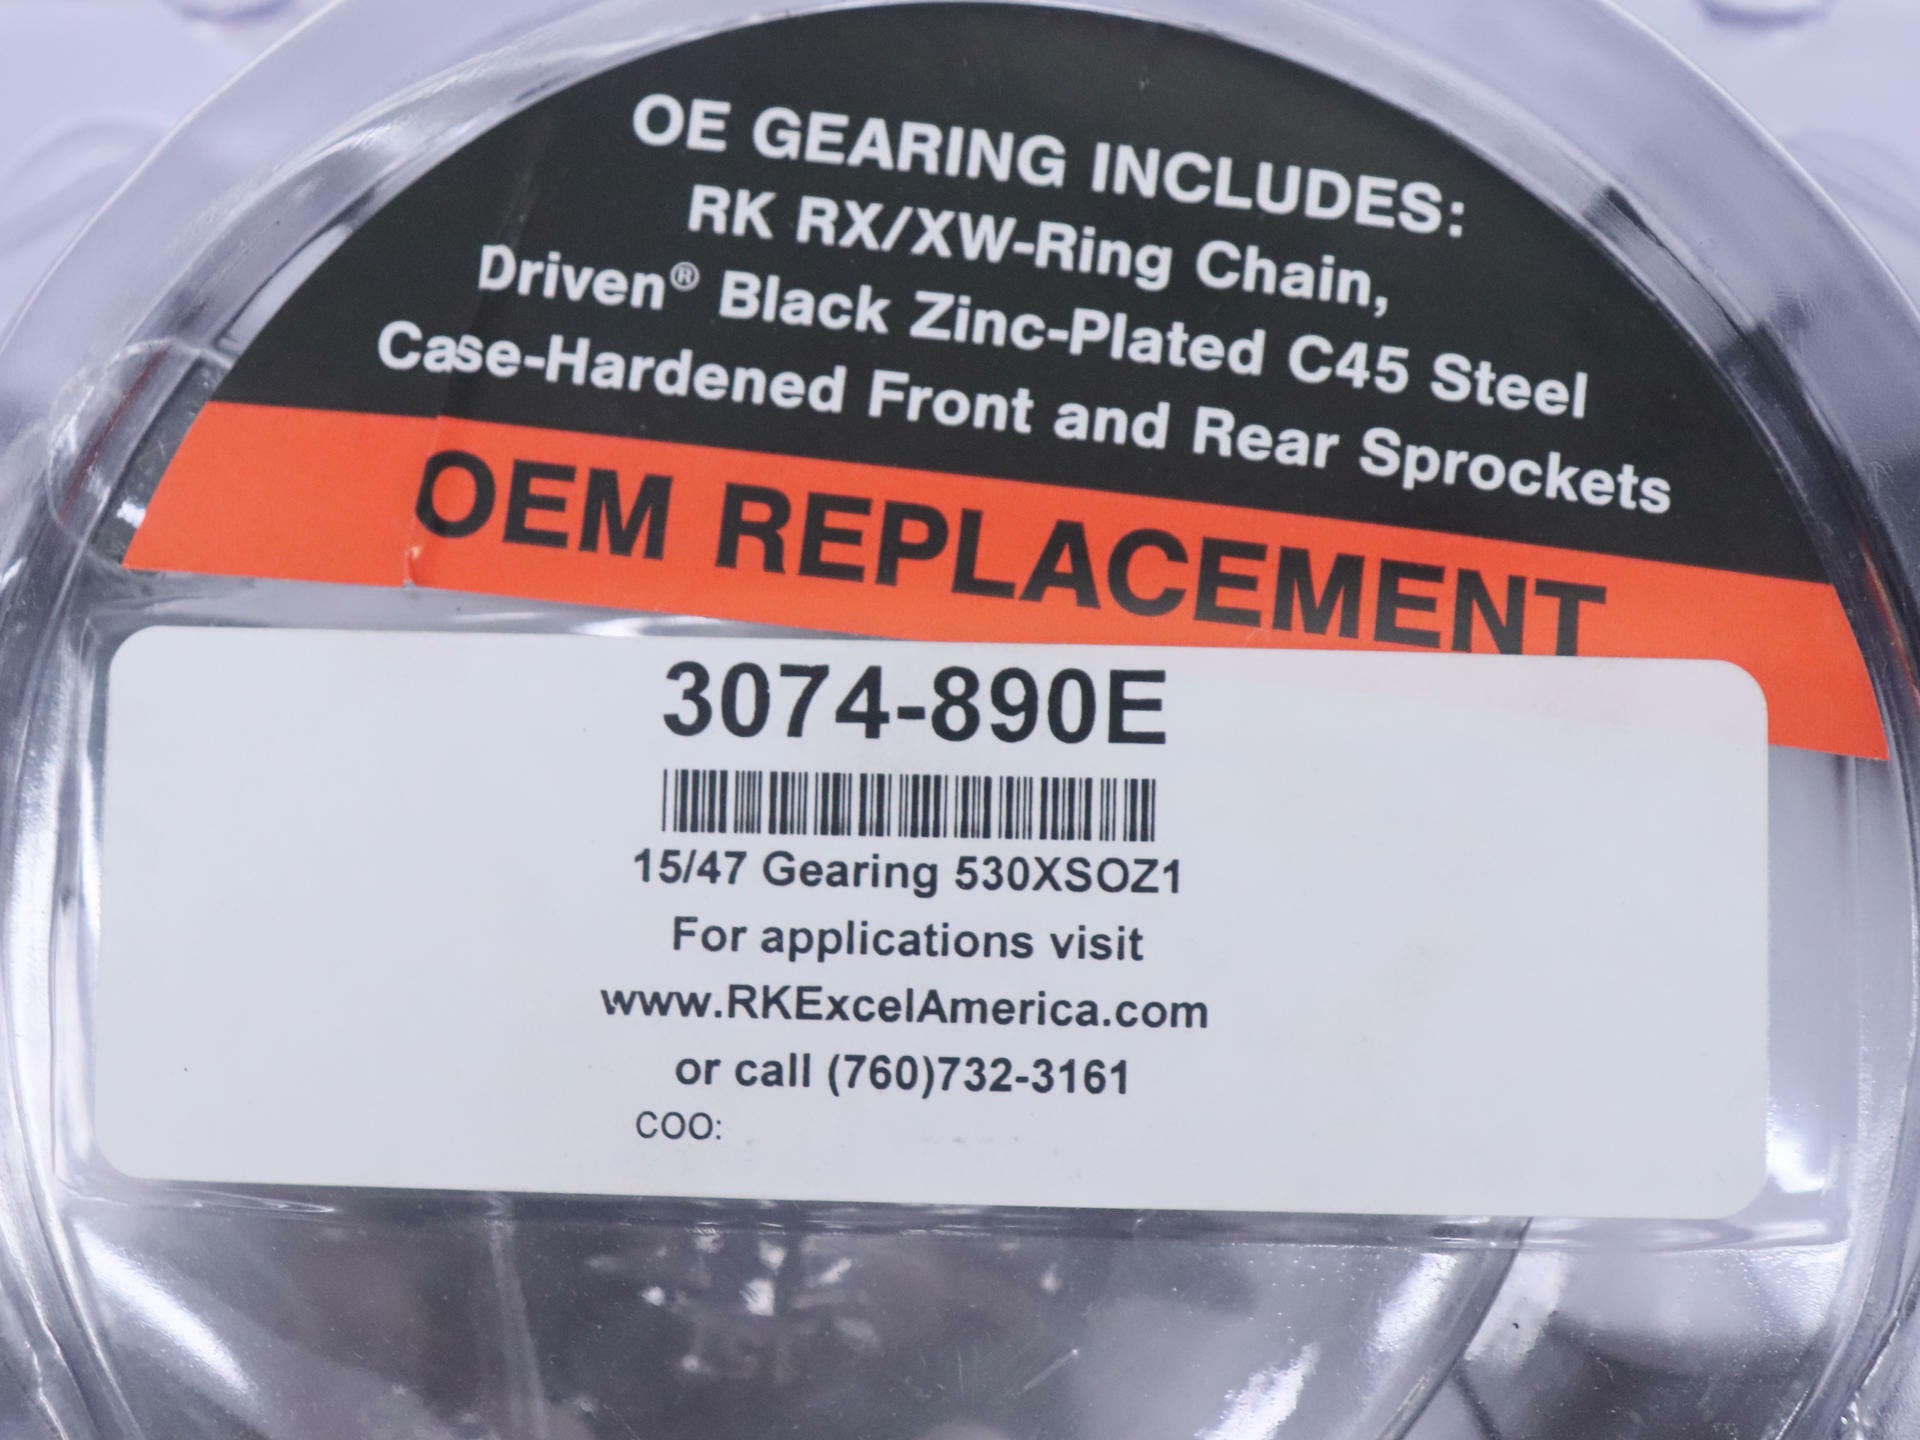 OE GEARING INCLUDES:
RK RX/XW-Ring Chain,
Driven® Black Zinc-Plated C45 Steel
Case-Hardened Front and Rear Sprockets
OEM REPLACEMENT
3074-890E
15/47 Gearing 530XSOZ1
For applications visit
www.RKExcelAmerica.com
or call (760)732-3161
COO: